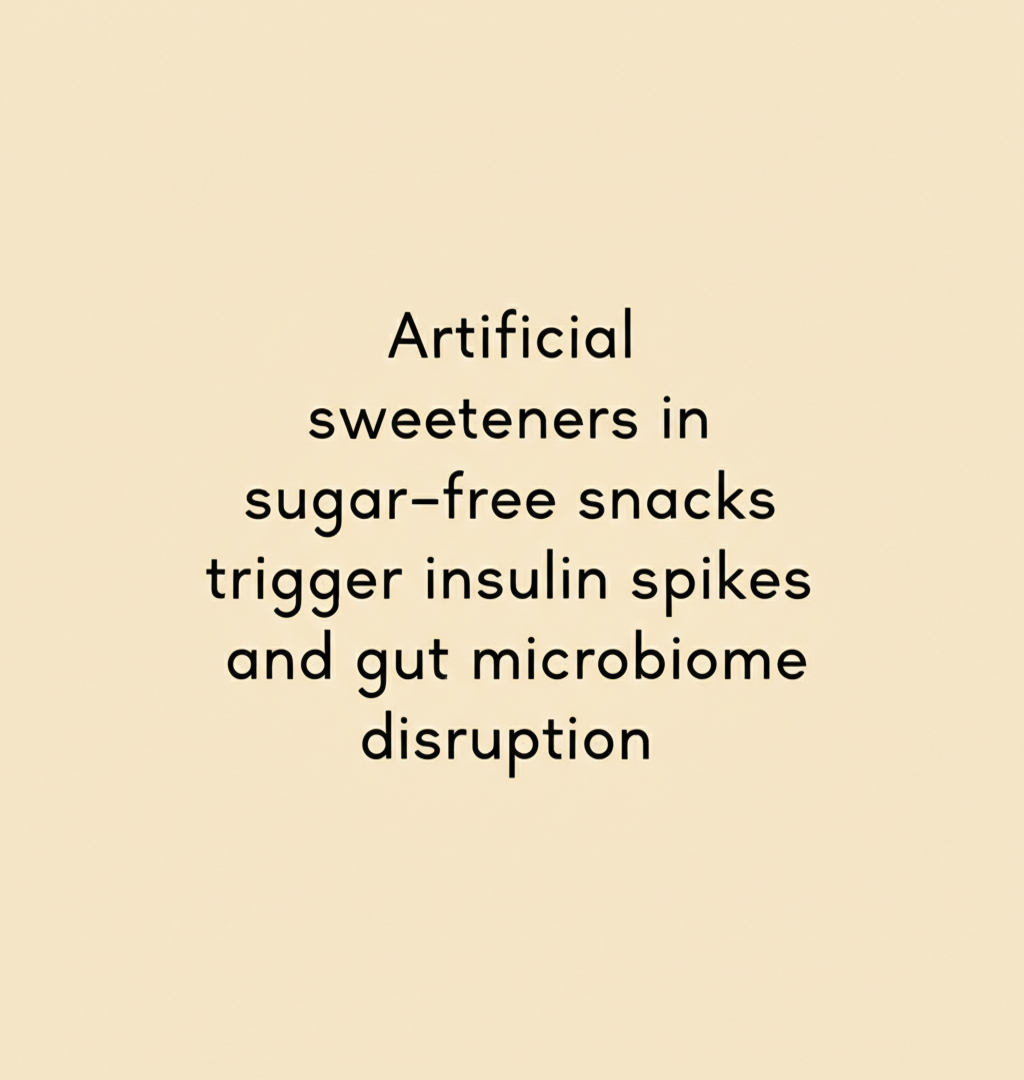 Artificial
sweeteners in
sugar-free snacks
trigger insulin spikes
and gut microbiome
disruption